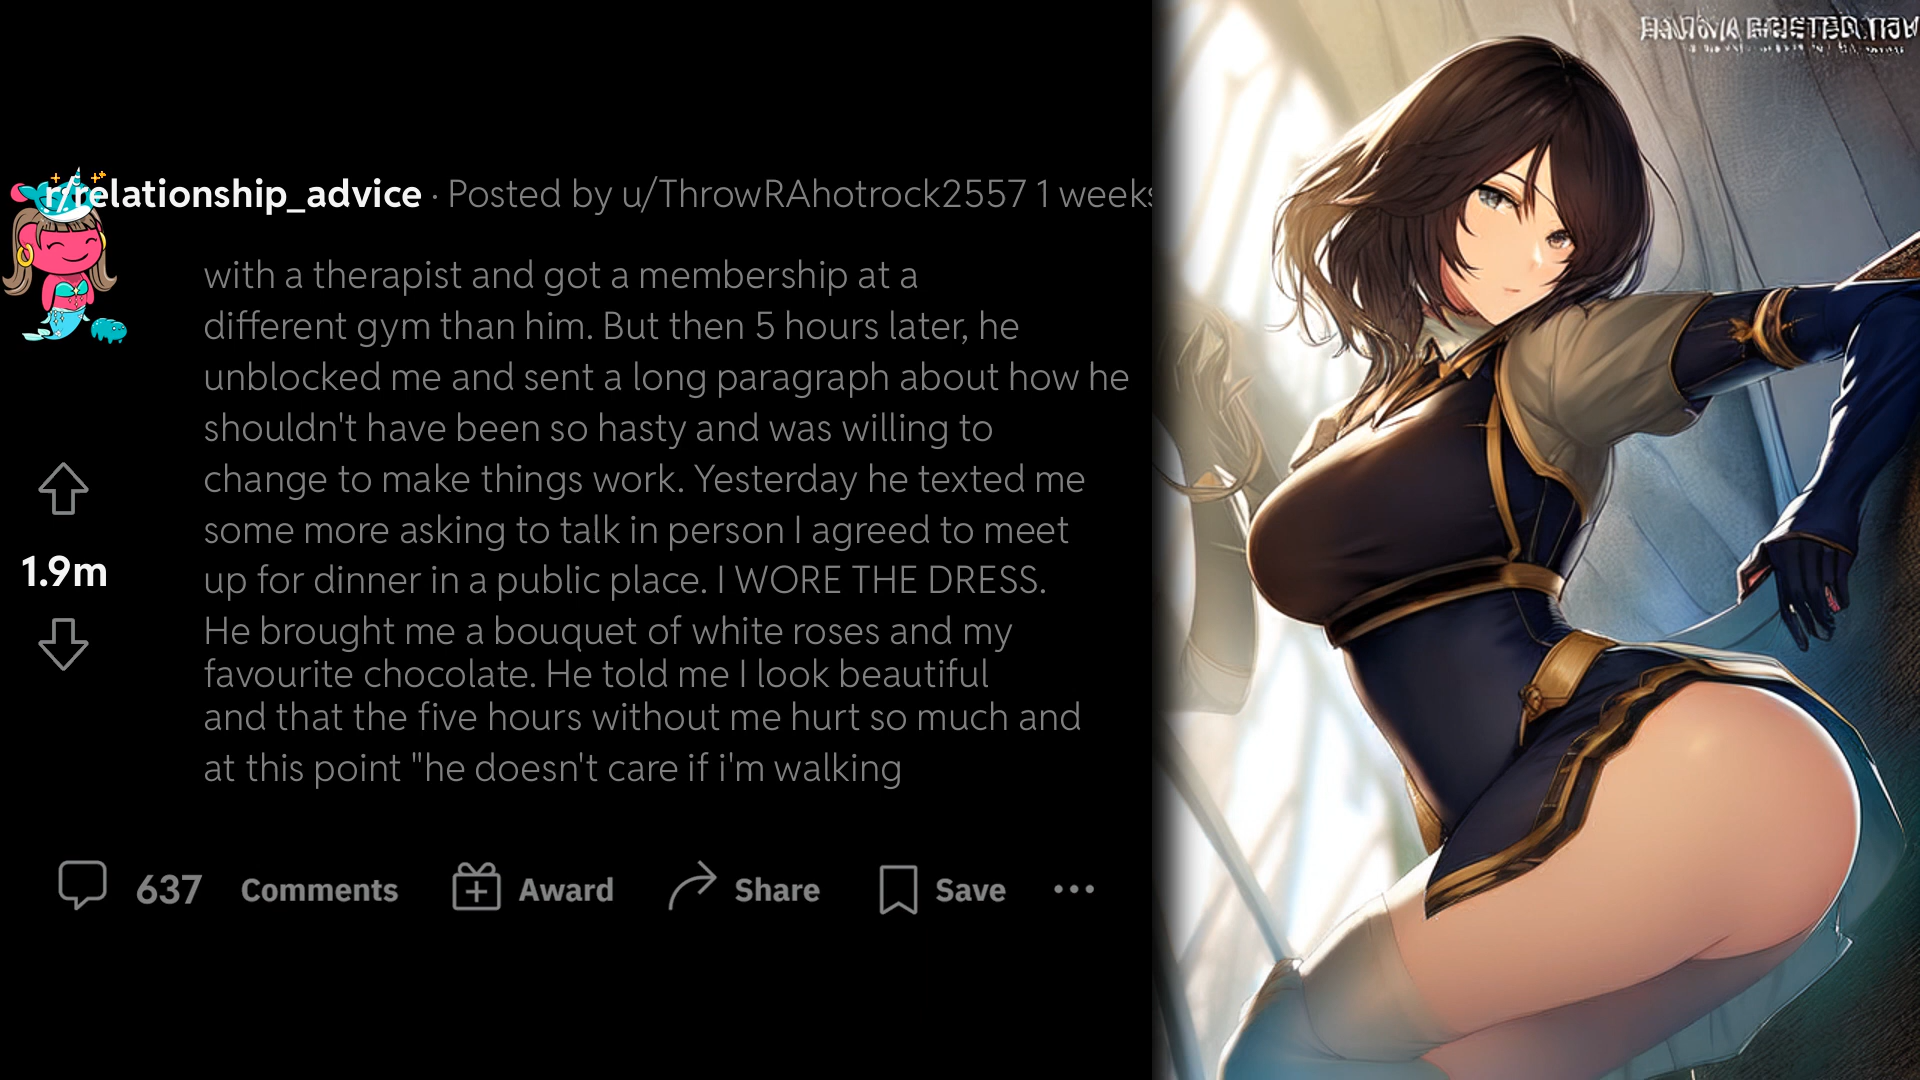 r/relationship_advice · Posted by u/ThrowRAhotrock2557 1 weeks
with a therapist and got a membership at a
different gym than him. But then 5 hours later, he
unblocked me and sent a long paragraph about how he
shouldn't have been so hasty and was willing to
change to make things work. Yesterday he texted me
some more asking to talk in person I agreed to meet
up for dinner in a public place. I WORE THE DRESS.
He brought me a bouquet of white roses and my
favourite chocolate. He told me I look beautiful
and that the five hours without me hurt so much and
at this point "he doesn't care if i'm walking
1.9m
637 Comments Award Share Save